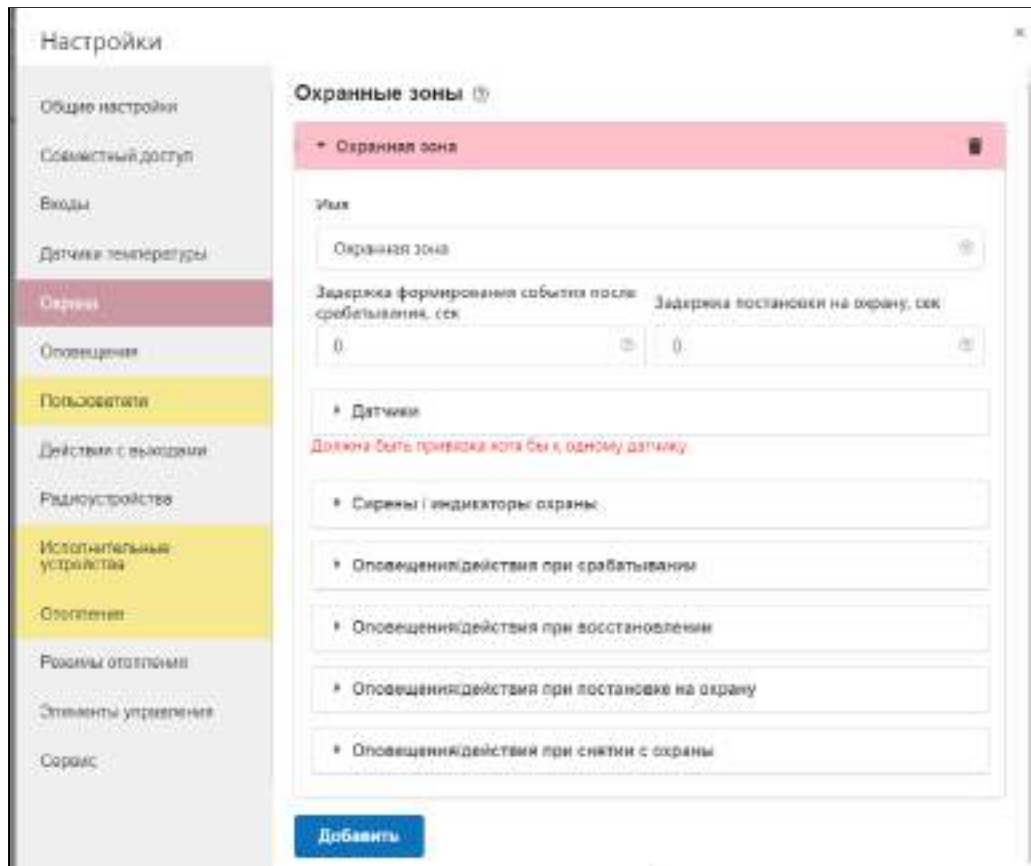 Настройки
Общие настройки
Совместный доступ
Входы
Датчики температуры
Охрана
Оповещения
Пользователи
Действия с выходами
Радиоустройства
Исполнительные
устройства
Отопление
Режимы отопления
Элементы управления
Сервис
Охранные зоны
Охранная зона
Имя
Охранная зона
Задержка формирования события после
срабатывания, сек
Задержка постановки на охрану, сек
0
0
Датчики
Должна быть привязка хотя бы к одному датчику
Сирены / индикаторы охраны
Оповещения/действия при срабатывании
Оповещения/действия при восстановлении
Оповещения/действия при постановке на охрану
Оповещения/действия при снятии с охраны
Добавить